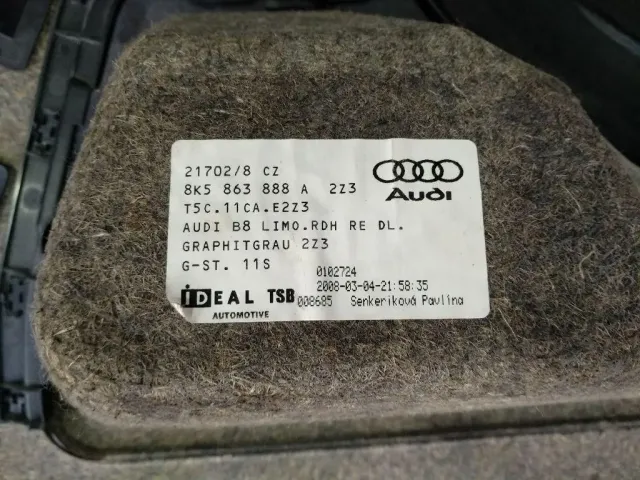 21702/8 CZ
8K5 863 888 A 2Z3
Audi
T5C.11CA.E2Z3
AUDI B8 LIMO.RDH RE DL.
GRAPHITGRAU 2Z3
G-ST. 11S
0102724
2008-03-04-21:58:35
IDEAL TSB 008685 Senkeriková Pavlína
AUTOMOTIVE